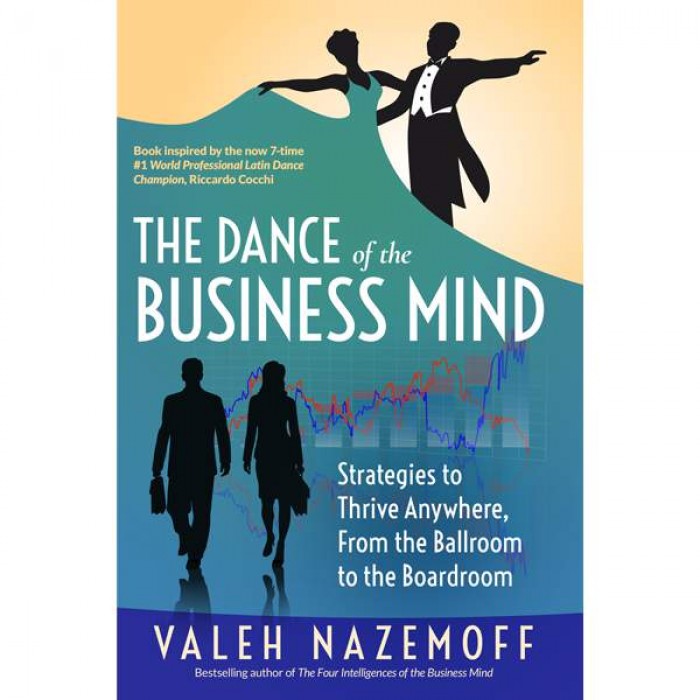 Book inspired by the now 7-time
#1 World Professional Latin Dance
Champion, Riccardo Cocchi
THE DANCE of the
BUSINESS MIND
Strategies to
Thrive Anywhere,
From the Ballroom
to the Boardroom
VALEH NAZEMOFF
Bestselling author of The Four Intelligences of the Business Mind